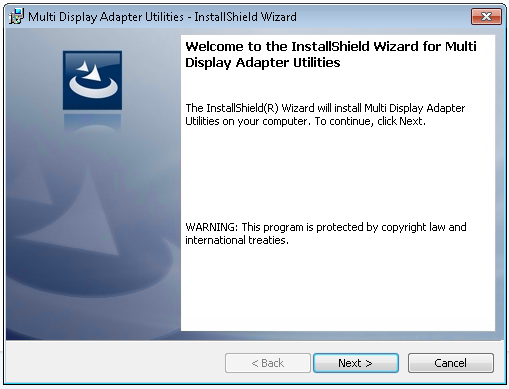 Multi Display Adapter Utilities - InstallShield Wizard
Welcome to the InstallShield Wizard for Multi
Display Adapter Utilities
The InstallShield(R) Wizard will install Multi Display Adapter
Utilities on your computer. To continue, click Next.
WARNING: This program is protected by copyright law and
international treaties.
< Back
Next >
Cancel